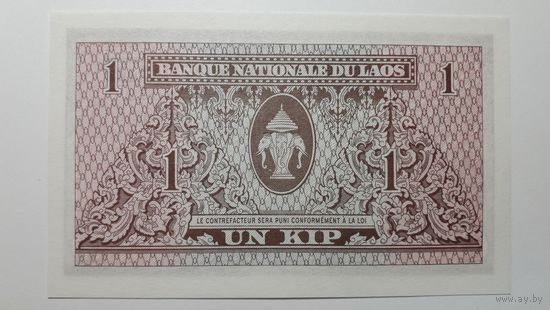 1 BANQUE NATIONALE DU LAOS 1
1 1
LE CONTREFACTEUR SERA PUNI CONFORMÉMENT À LA LOI
UN KIP
www.ay.by